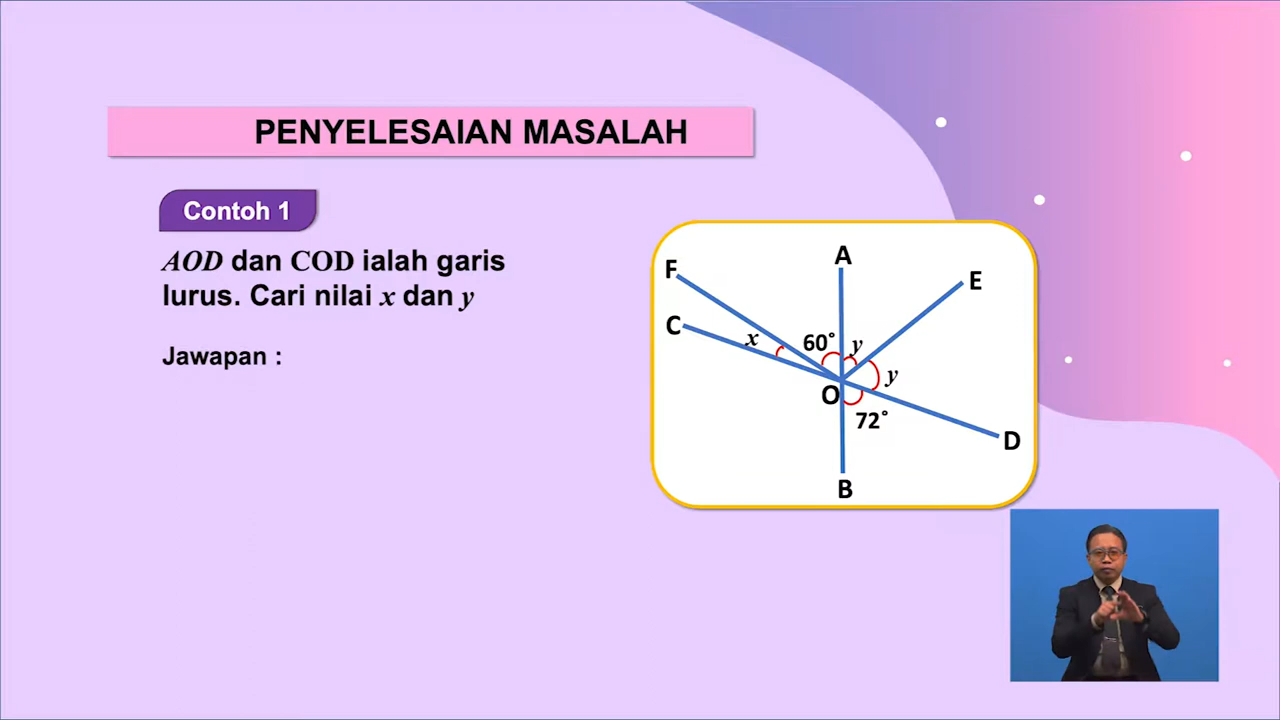 PENYELESAIAN MASALAH
Contoh 1
AOD dan COD ialah garis
lurus. Cari nilai x dan y
Jawapan :
A
F
E
C
x
60°
y
y
O
72°
D
B